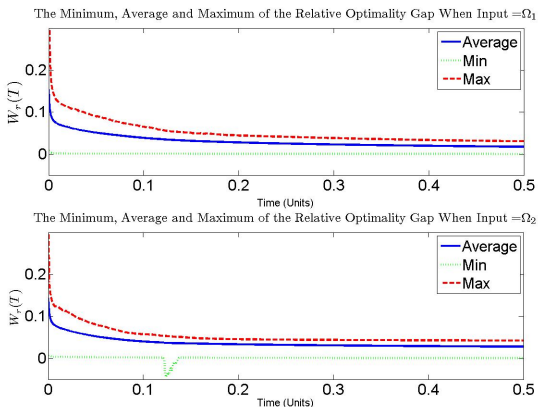 The Minimum, Average and Maximum of the Relative Optimality Gap When Input =Ω₁
Average
Min
Max
0.2
0.1
0
Wᵣ(T)
0 0.1 0.2 0.3 0.4 0.5
Time (Units)
The Minimum, Average and Maximum of the Relative Optimality Gap When Input =Ω₂
Average
Min
Max
0.2
0.1
0
Wᵣ(T)
0 0.1 0.2 0.3 0.4 0.5
Time (Units)